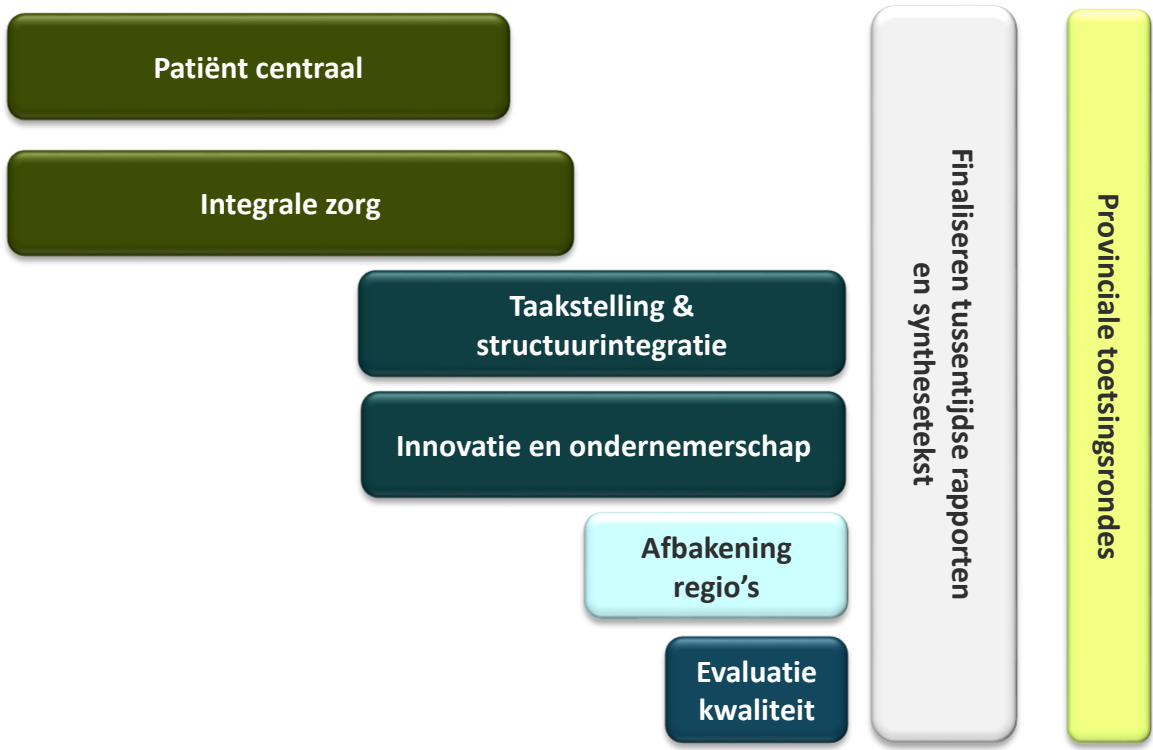 Patiënt centraal
Integrale zorg
Taakstelling &
structuurintegratie
Innovatie en ondernemerschap
Afbakening
regio’s
Evaluatie
kwaliteit
Finaliseren tussentijdse rapporten
en synthesetekst
Provinciale toetsingsrondes